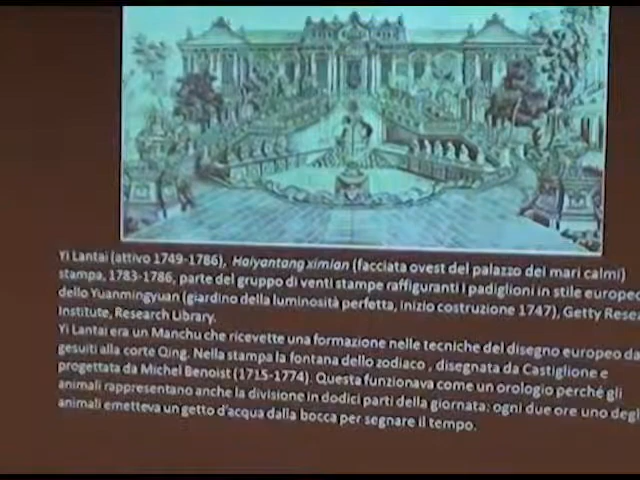 Yi Lantai (attivo 1749-1786), Haiyantang ximian (facciata ovest del palazzo dei mari calmi)
stampa, 1783-1786, parte del gruppo di venti stampe raffiguranti i padiglioni in stile europe
dello Yuanmingyuan (giardino della luminosità perfetta, inizio costruzione 1747), Getty Resea
Institute, Research Library.
Yi Lantai era un Manchu che ricevette una formazione nelle tecniche del disegno europeo da
gesuiti alla corte Qing. Nella stampa la fontana dello zodiaco , disegnata da Castiglione e
progettata da Michel Benoist (1715-1774). Questa funzionava come un orologio perché gli
animali rappresentano anche la divisione in dodici parti della giornata: ogni due ore uno degl
animali emetteva un getto d'acqua dalla bocca per segnare il tempo.